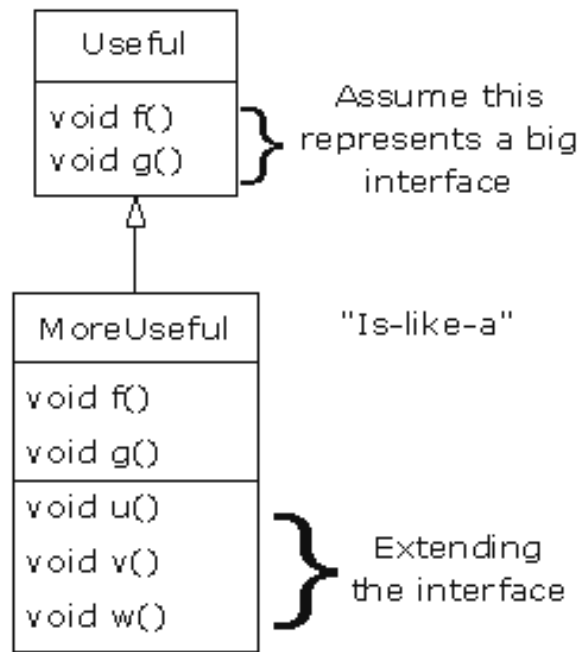 Useful
void f()
void g()
Assume this
represents a big
interface
MoreUseful
"Is-like-a"
void f()
void g()
void u()
void v()
void w()
Extending
the interface